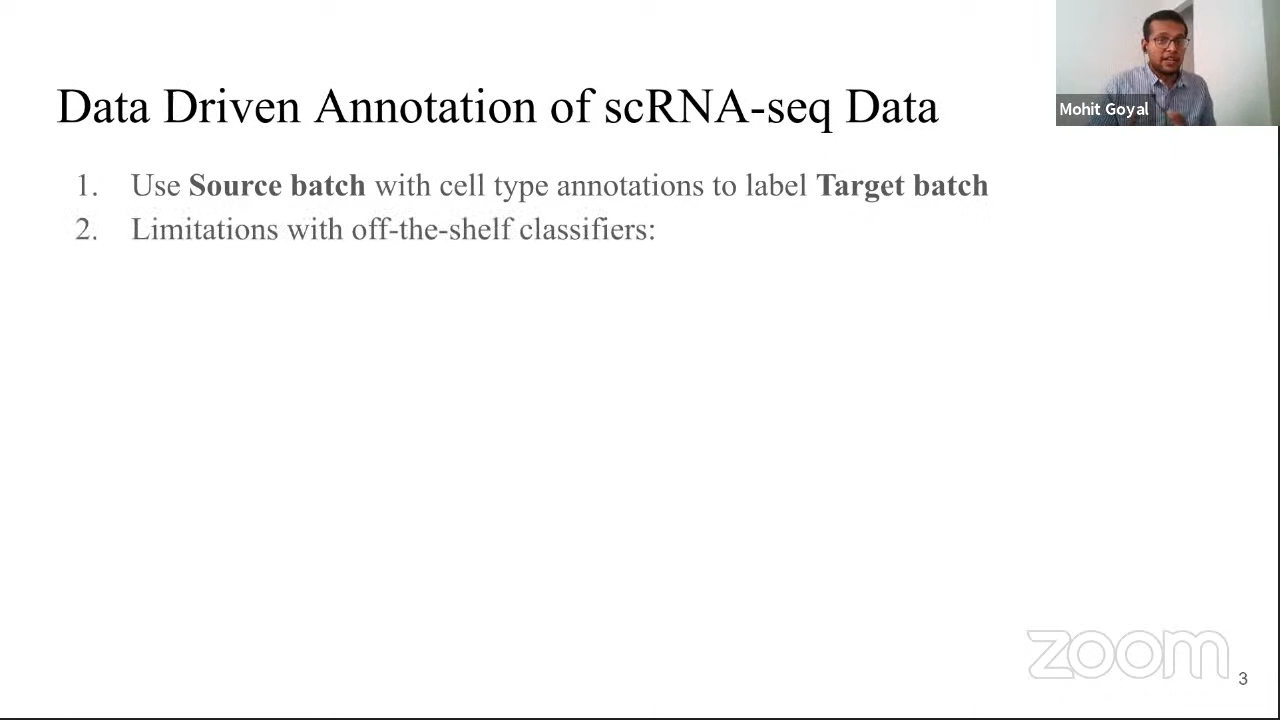 Data Driven Annotation of scRNA-seq Data
Mohit Goyal
1. Use Source batch with cell type annotations to label Target batch
2. Limitations with off-the-shelf classifiers:
zoom
3